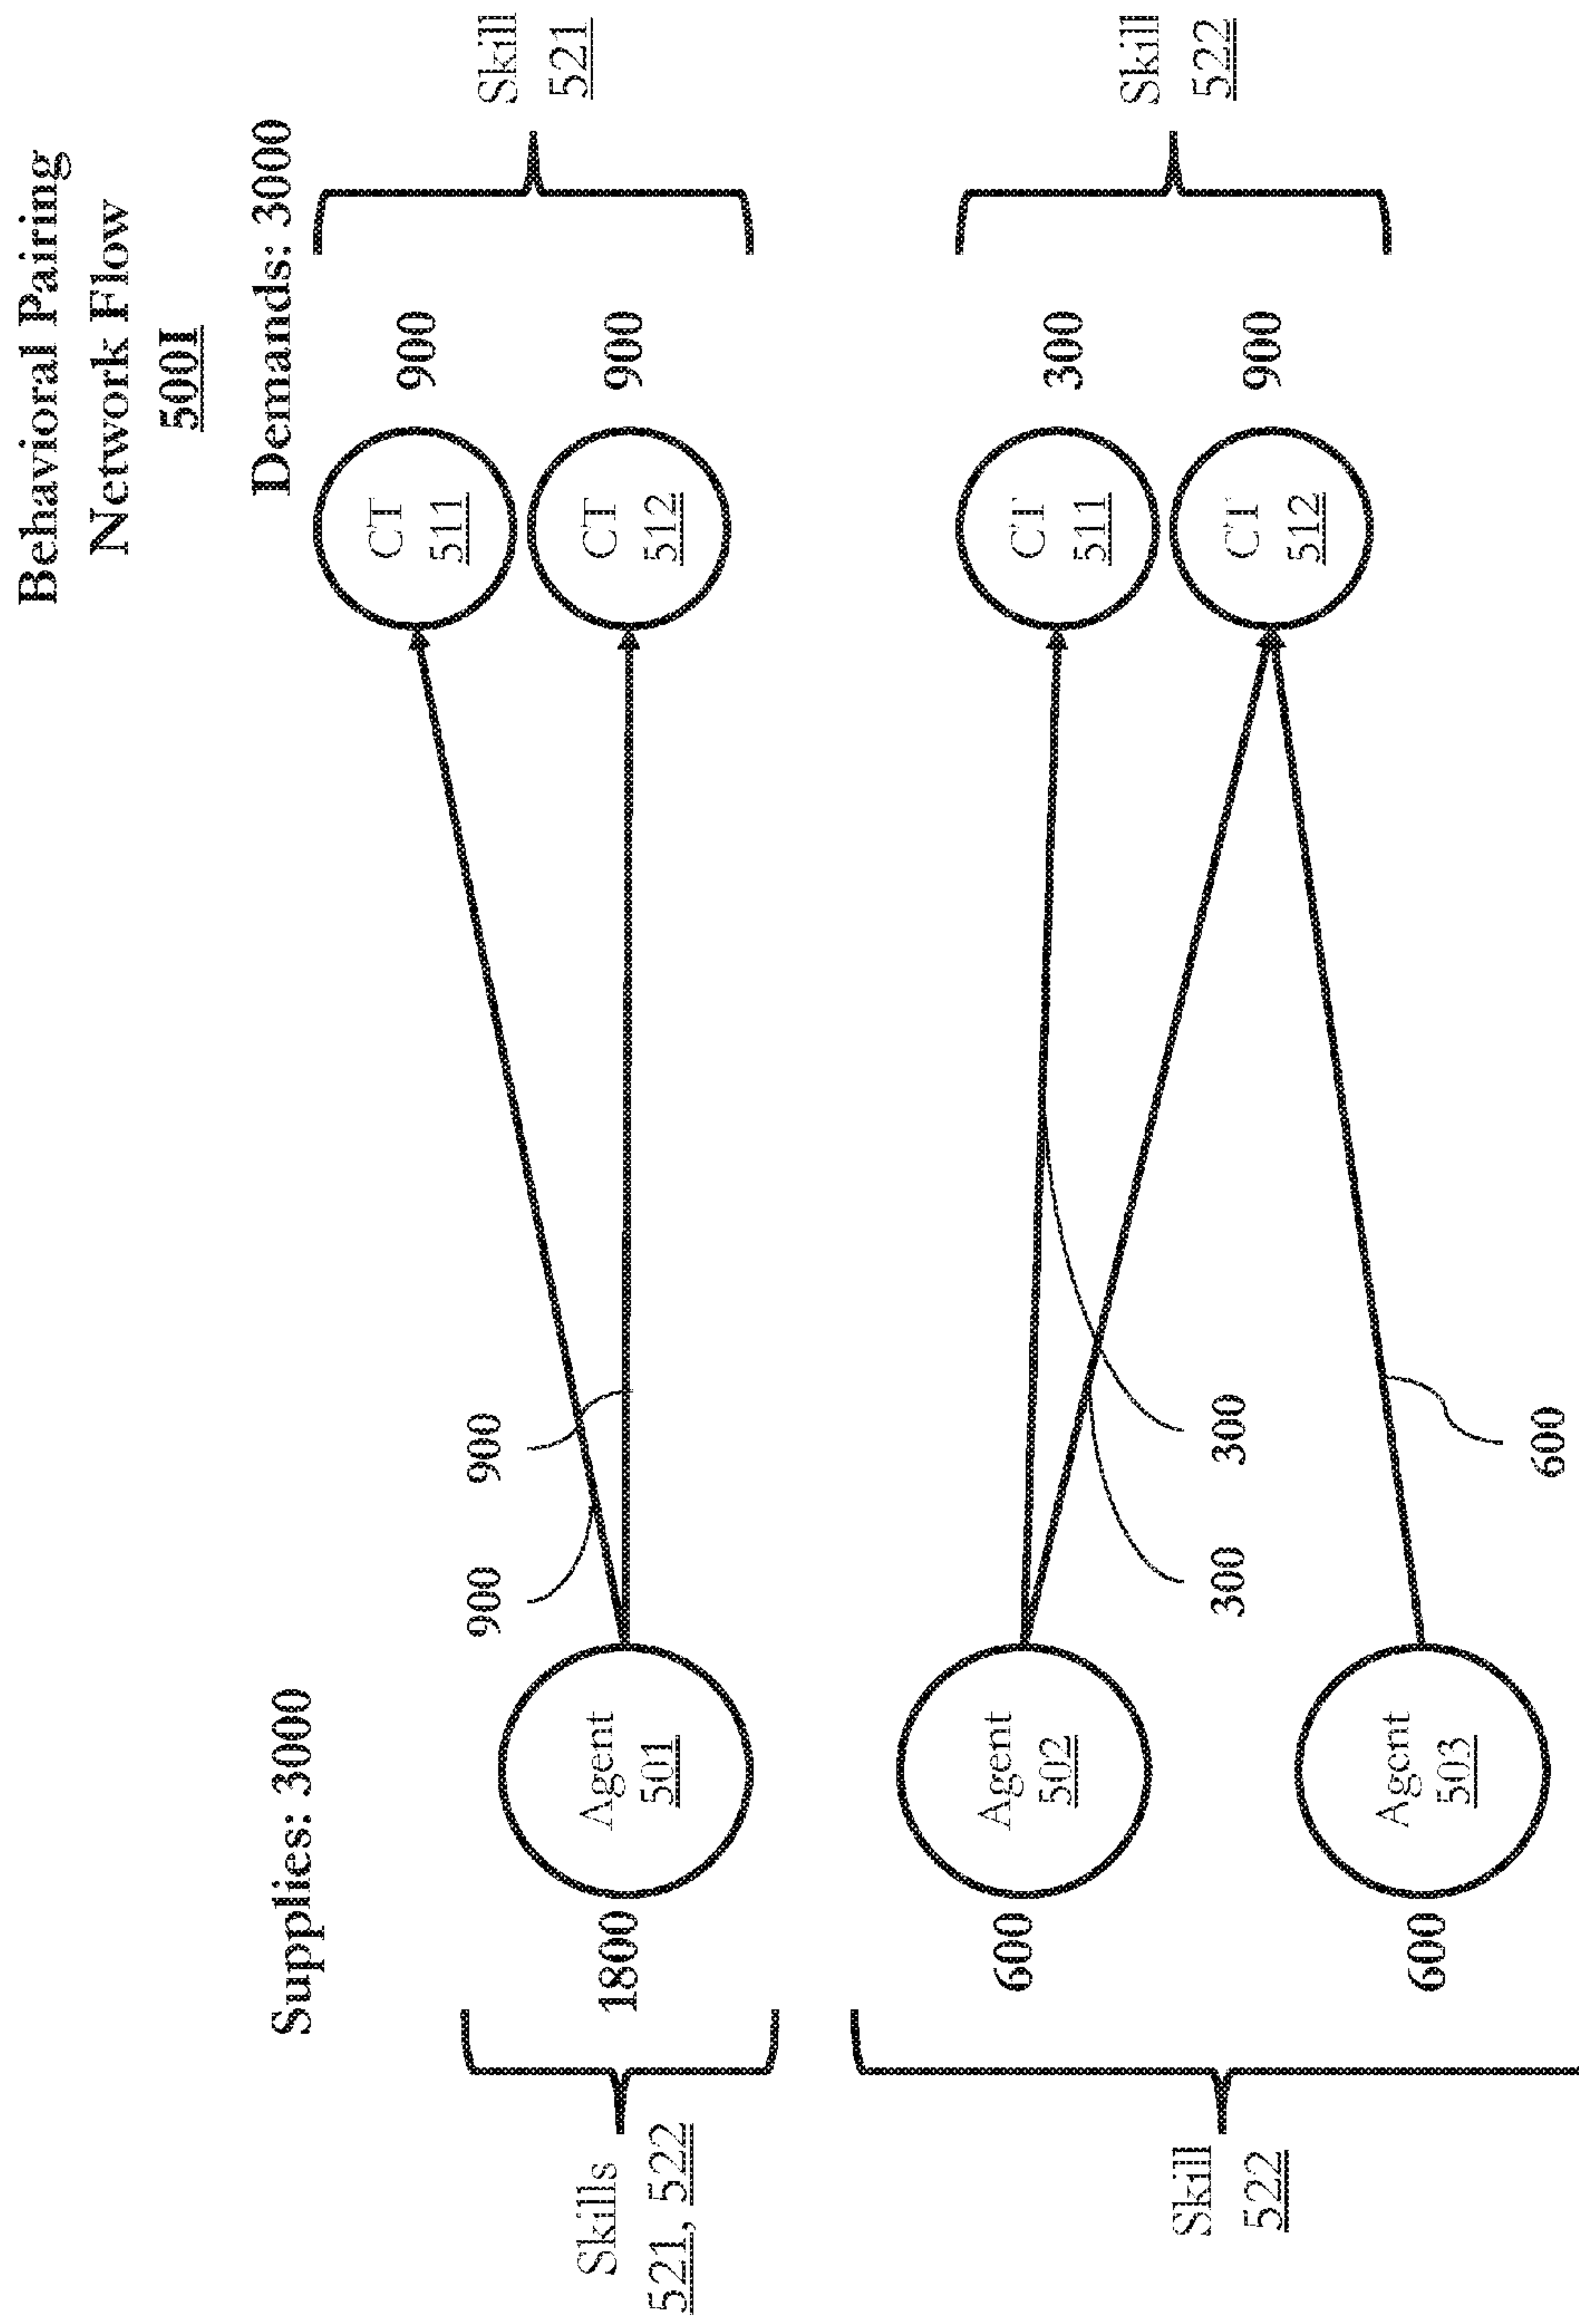 Behavioral Pairing
Network Flow
500I
Supplies: 3000
Demands: 3000
Skills
521, 522
1800
Agent
501
900
900
CT
511
900
CT
512
900
Skill
521
Skill
522
600
Agent
502
300
300
600
Agent
503
600
CT
511
300
CT
512
900
Skill
522